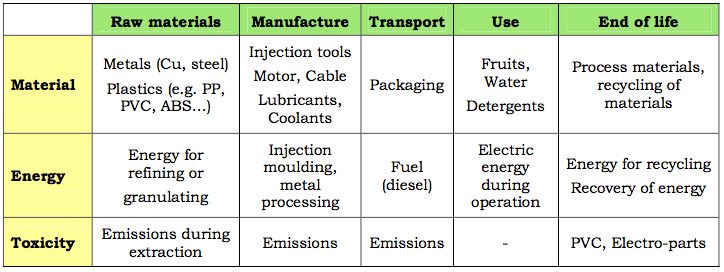 Raw materials
Manufacture
Transport
Use
End of life
Material
Metals (Cu, steel)
Plastics (e.g. PP,
PVC, ABS...)
Injection tools
Motor, Cable
Lubricants,
Coolants
Packaging
Fruits,
Water
Detergents
Process materials,
recycling of
materials
Energy
Energy for
refining or
granulating
Injection
moulding,
metal
processing
Fuel
(diesel)
Electric
energy
during
operation
Energy for recycling
Recovery of energy
Toxicity
Emissions during
extraction
Emissions
Emissions
-
PVC, Electro-parts